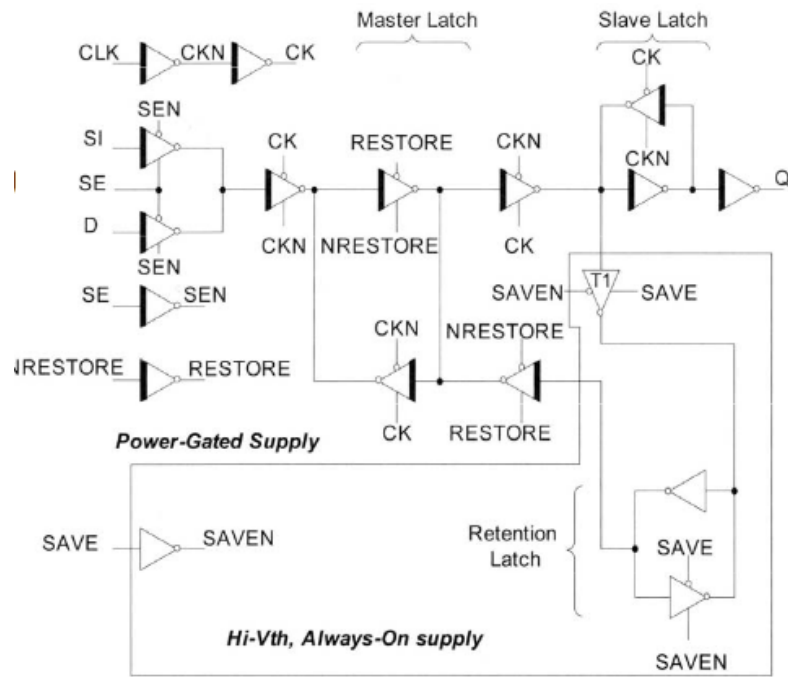 Master Latch
Slave Latch
CLK
CKN
CK
CK
SEN
SI
CK
RESTORE
CKN
CKN
SE
Q
D
CKN
NRESTORE
CK
SEN
T1
SAVEN
SAVE
SE
SEN
CKN
NRESTORE
NRESTORE
RESTORE
CK
RESTORE
Power-Gated Supply
Retention
Latch
SAVE
SAVEN
SAVE
Hi-Vth, Always-On supply
SAVEN